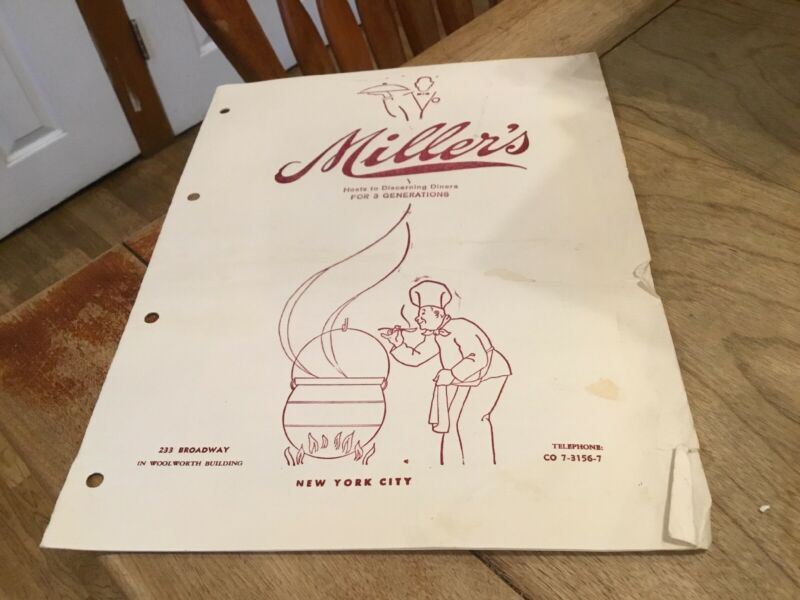 Miller's
Hosts to Discerning Diners
FOR 3 GENERATIONS
233 BROADWAY
IN WOOLWORTH BUILDING
TELEPHONE:
CO 7-3156-7
NEW YORK CITY